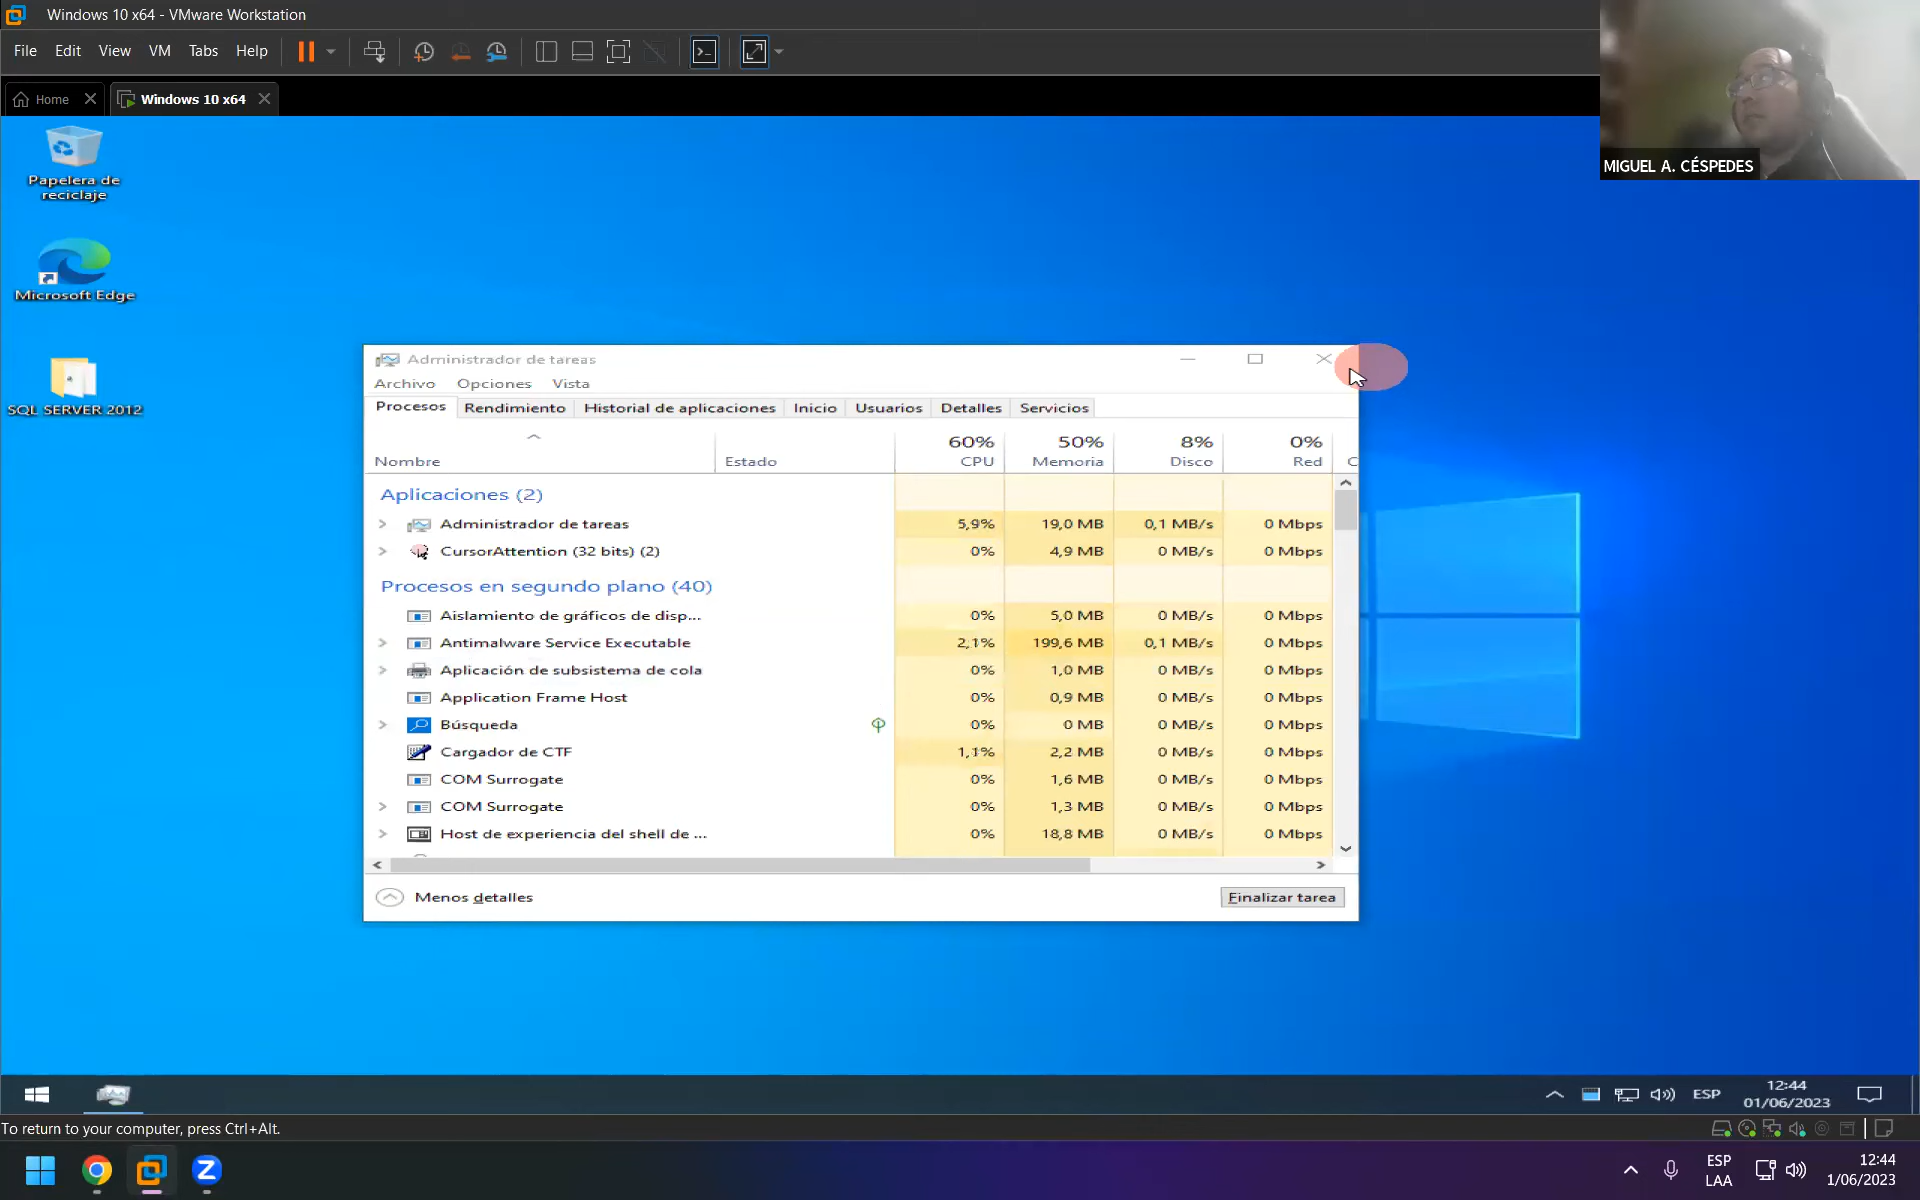 Windows 10 x64 - VMware Workstation
File Edit View VM Tabs Help
Home
Windows 10 x64
MIGUEL A. CÉSPEDES
Papelera de
reciclaje
Microsoft Edge
SQL SERVER 2012
Administrador de tareas
Archivo Opciones Vista
Procesos Rendimiento Historial de aplicaciones Inicio Usuarios Detalles Servicios
60% 50% 8% 0%
Nombre Estado CPU Memoria Disco Red C
Aplicaciones (2)
Administrador de tareas 5,9% 19,0 MB 0,1 MB/s 0 Mbps
CursorAttention (32 bits) (2) 0% 4,9 MB 0 MB/s 0 Mbps
Procesos en segundo plano (40)
Aislamiento de gráficos de disp... 0% 5,0 MB 0 MB/s 0 Mbps
Antimalware Service Executable 2,1% 199,6 MB 0,1 MB/s 0 Mbps
Aplicación de subsistema de cola 0% 1,0 MB 0 MB/s 0 Mbps
Application Frame Host 0% 0,9 MB 0 MB/s 0 Mbps
Búsqueda 0% 0 MB 0 MB/s 0 Mbps
Cargador de CTF 1,1% 2,2 MB 0 MB/s 0 Mbps
COM Surrogate 0% 1,6 MB 0 MB/s 0 Mbps
COM Surrogate 0% 1,3 MB 0 MB/s 0 Mbps
Host de experiencia del shell de ... 0% 18,8 MB 0 MB/s 0 Mbps
Menos detalles Finalizar tarea
ESP
12:44
01/06/2023
To return to your computer, press Ctrl+Alt.
ESP
LAA
12:44
1/06/2023